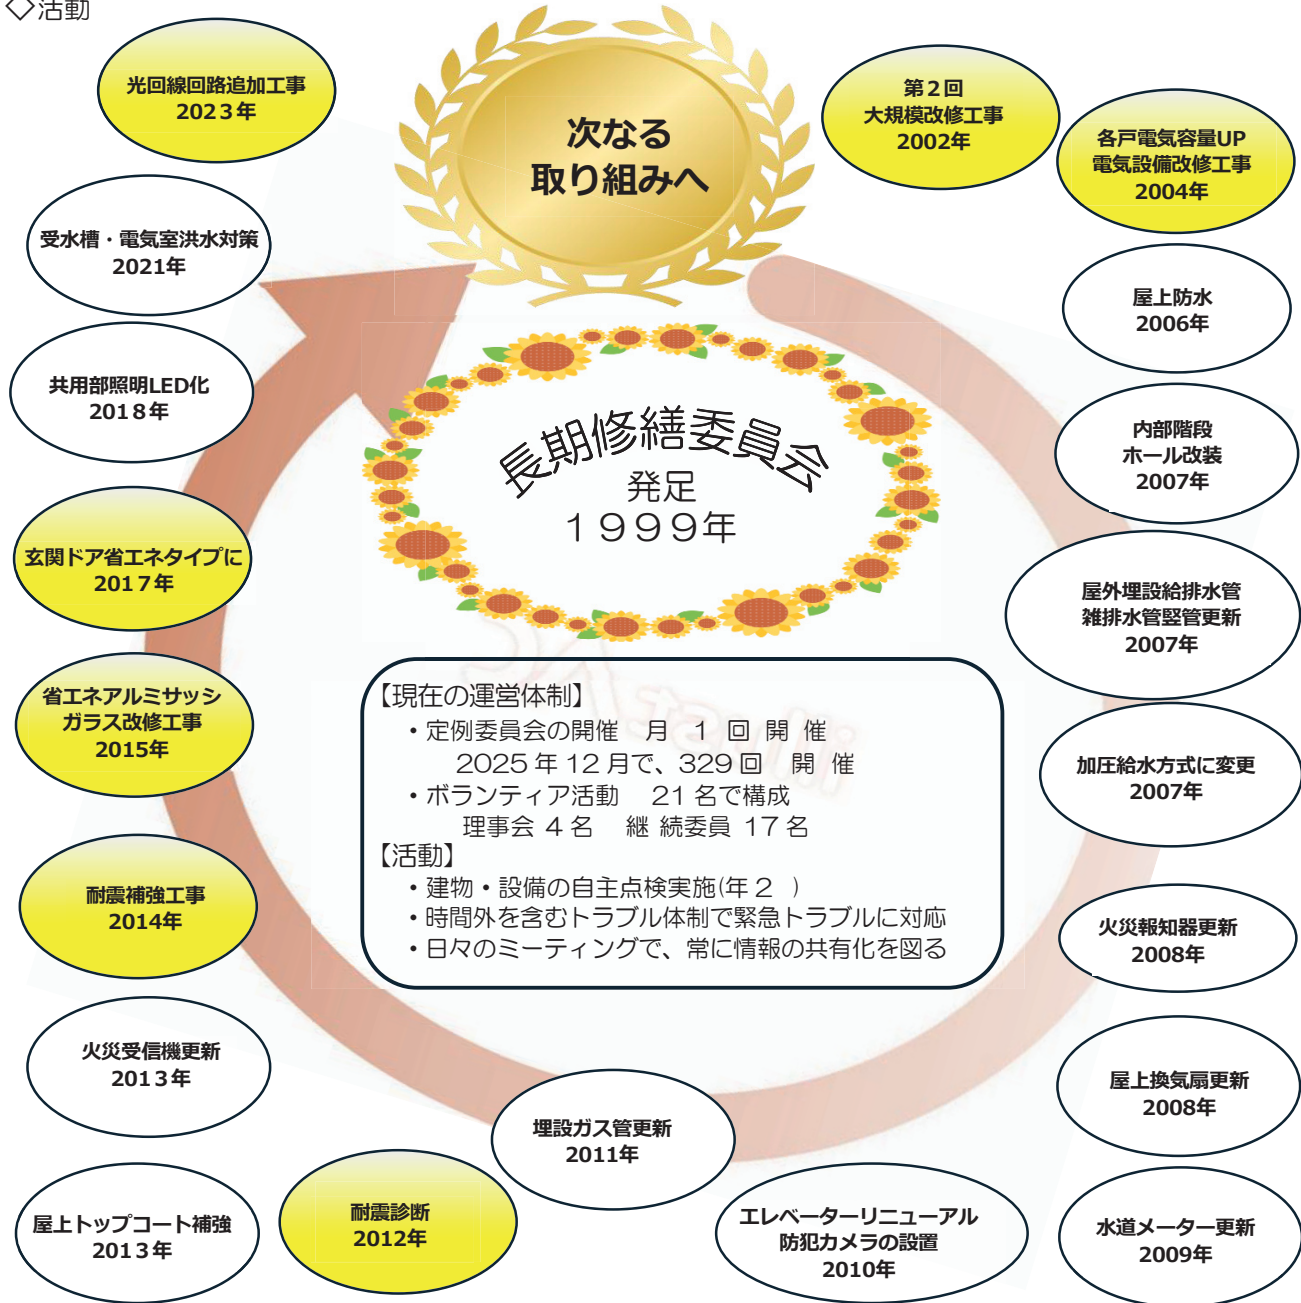 ◇活動
次なる
取り組みへ
第２回
大規模改修工事
2002年
各戸電気容量UP
電気設備改修工事
2004年
屋上防水
2006年
内部階段
ホール改装
2007年
屋外埋設給排水管
雑排水管竪管更新
2007年
加圧給水方式に変更
2007年
火災報知器更新
2008年
屋上換気扇更新
2008年
水道メーター更新
2009年
エレベーターリニューアル
防犯カメラの設置
2010年
埋設ガス管更新
2011年
耐震診断
2012年
屋上トップコート補強
2013年
火災受信機更新
2013年
耐震補強工事
2014年
省エネアルミサッシ
ガラス改修工事
2015年
玄関ドア省エネタイプに
2017年
共用部照明LED化
2018年
受水槽・電気室洪水対策
2021年
光回線回路追加工事
2023年
長期修繕委員会
発足
１９９９年
【現在の運営体制】
・定例委員会の開催　月　1　回 開 催
2025 年 12 月で、329 回　開 催
・ボランティア活動　21 名で構成
理事会 4 名　継 続委員 17 名
【活動】
・建物・設備の自主点検実施(年 2　)
・時間外を含むトラブル体制で緊急トラブルに対応
・日々のミーティングで、常に情報の共有化を図る